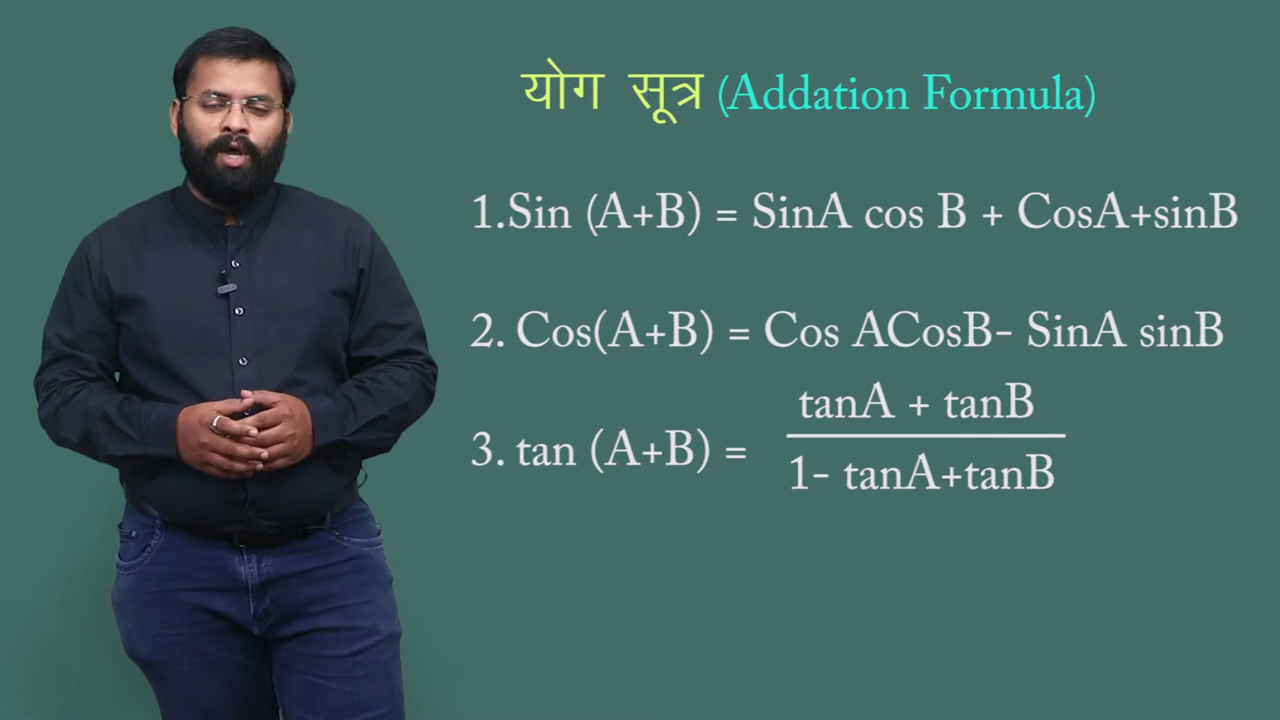 योग सूत्र (Addation Formula)
1.Sin (A+B) = SinA cos B + CosA+sinB
2. Cos(A+B) = Cos ACosB- SinA sinB
tanA + tanB
3. tan (A+B) =
1- tanA+tanB